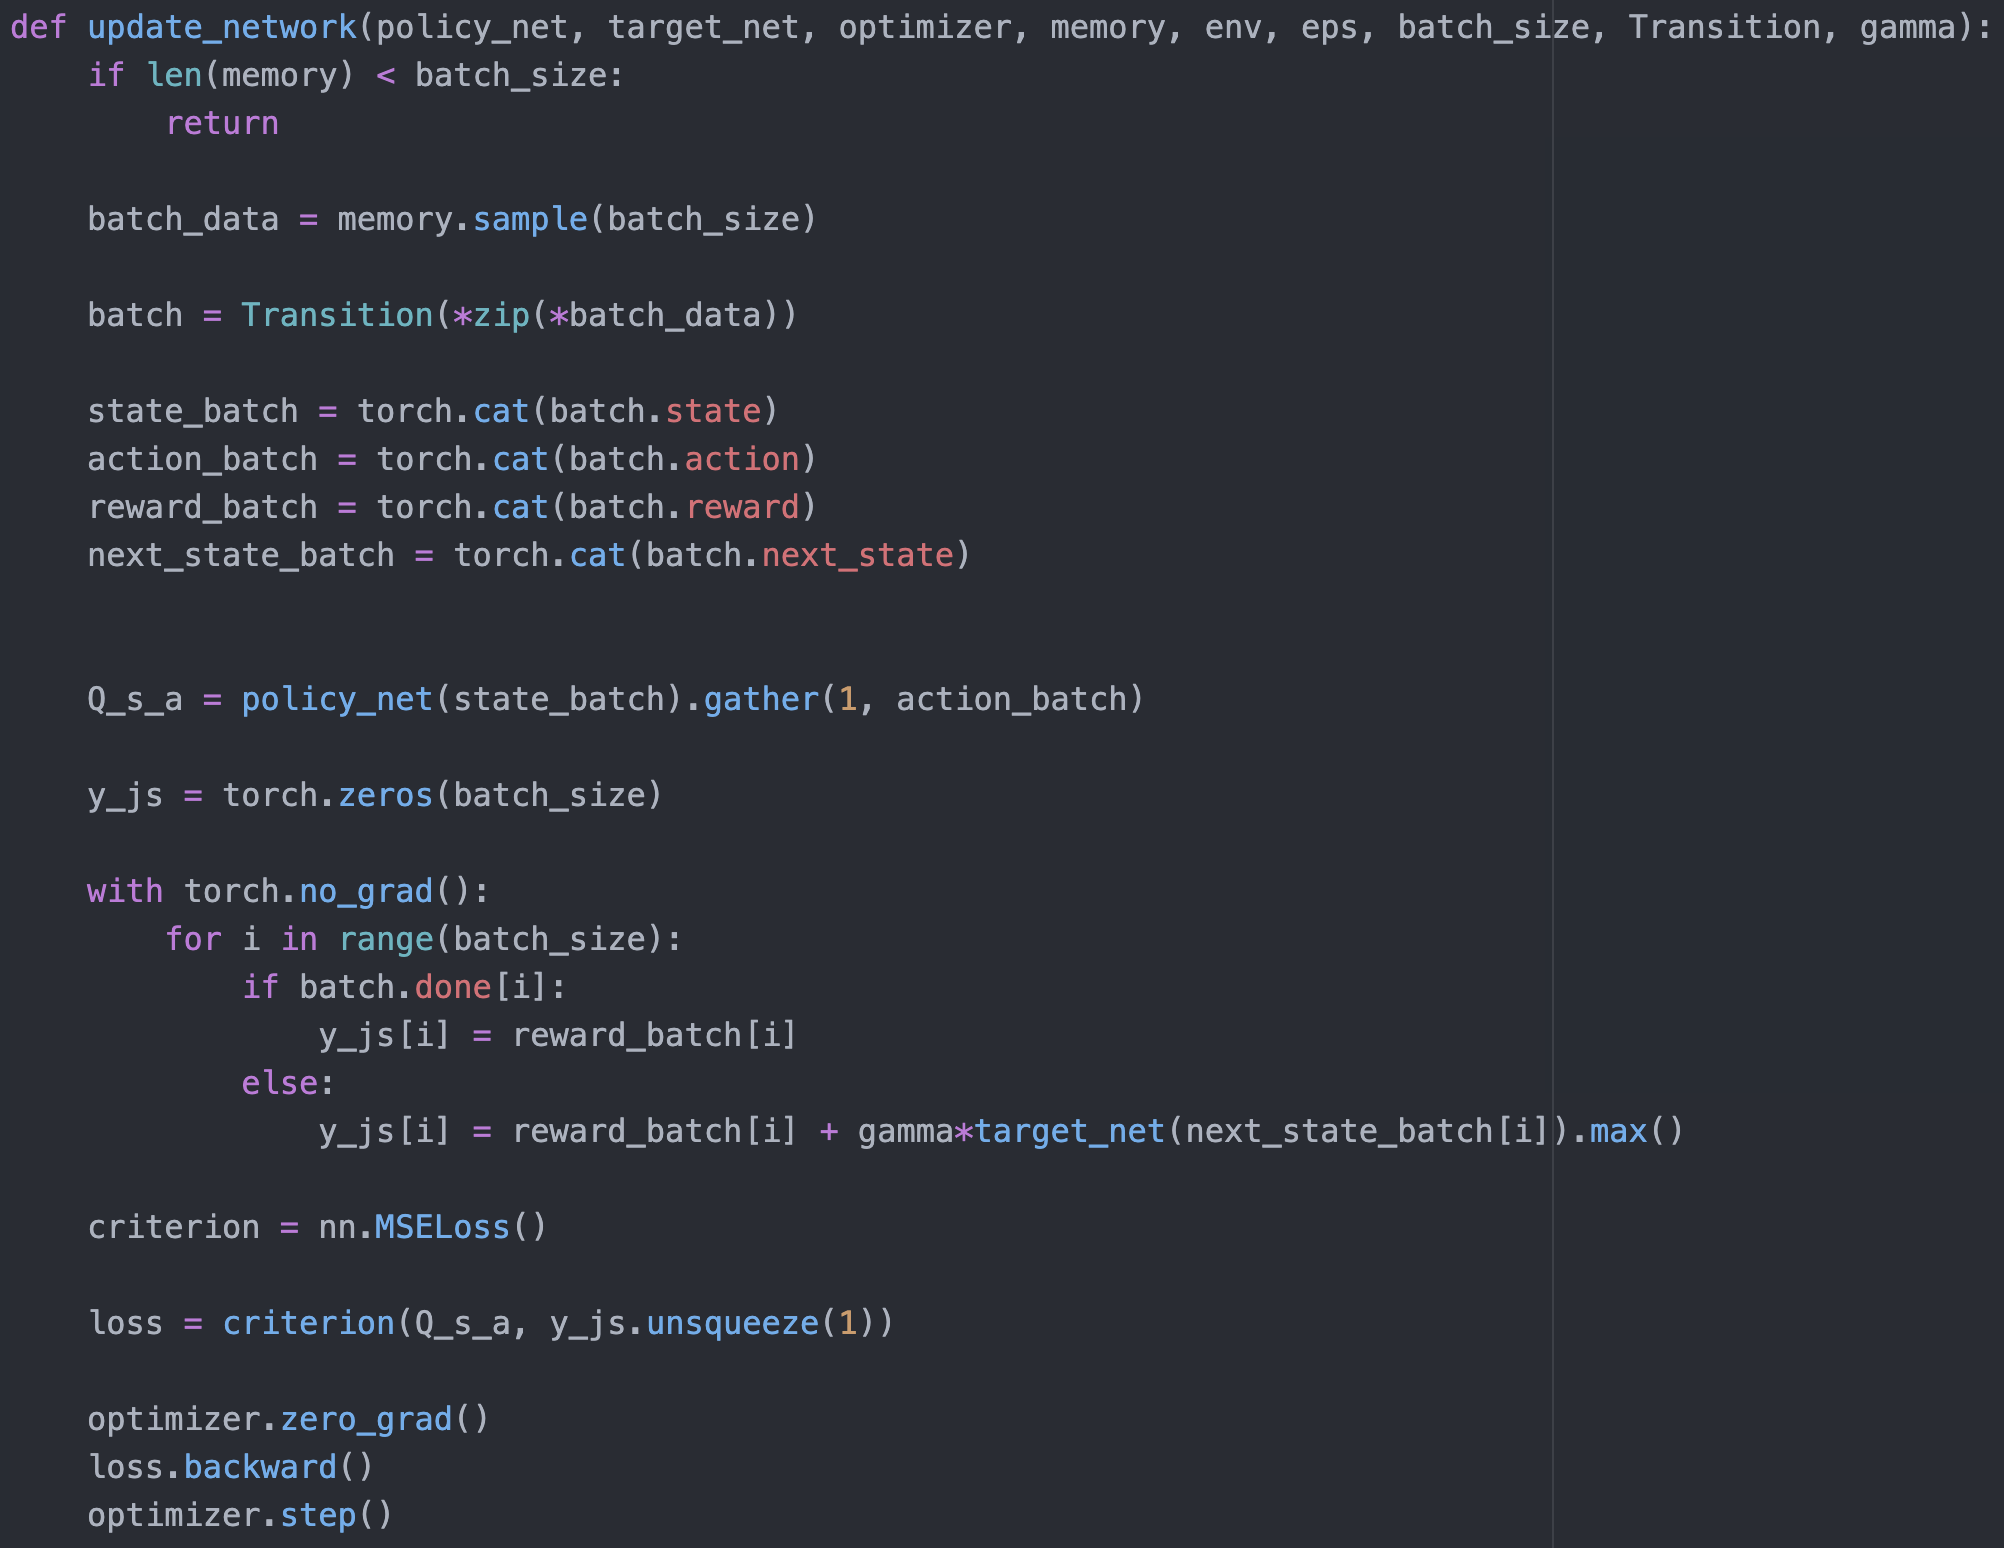 def update_network(policy_net, target_net, optimizer, memory, env, eps, batch_size, Transition, gamma):
    if len(memory) < batch_size:
        return
    batch_data = memory.sample(batch_size)
    batch = Transition(*zip(*batch_data))
    state_batch = torch.cat(batch.state)
    action_batch = torch.cat(batch.action)
    reward_batch = torch.cat(batch.reward)
    next_state_batch = torch.cat(batch.next_state)
    Q_s_a = policy_net(state_batch).gather(1, action_batch)
    y_js = torch.zeros(batch_size)
    with torch.no_grad():
        for i in range(batch_size):
            if batch.done[i]:
                y_js[i] = reward_batch[i]
            else:
                y_js[i] = reward_batch[i] + gamma*target_net(next_state_batch[i]).max()
    criterion = nn.MSELoss()
    loss = criterion(Q_s_a, y_js.unsqueeze(1))
    optimizer.zero_grad()
    loss.backward()
    optimizer.step()